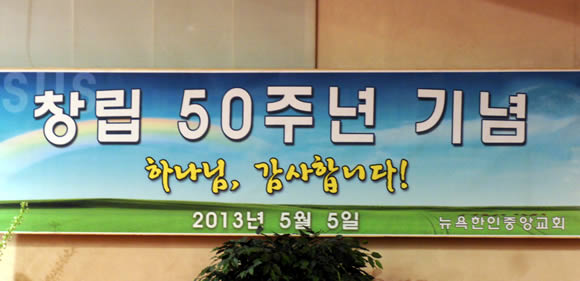 SUS
창립 50주년 기념
하나님, 감사합니다!
2013년 5월 5일
뉴욕한인중앙교회